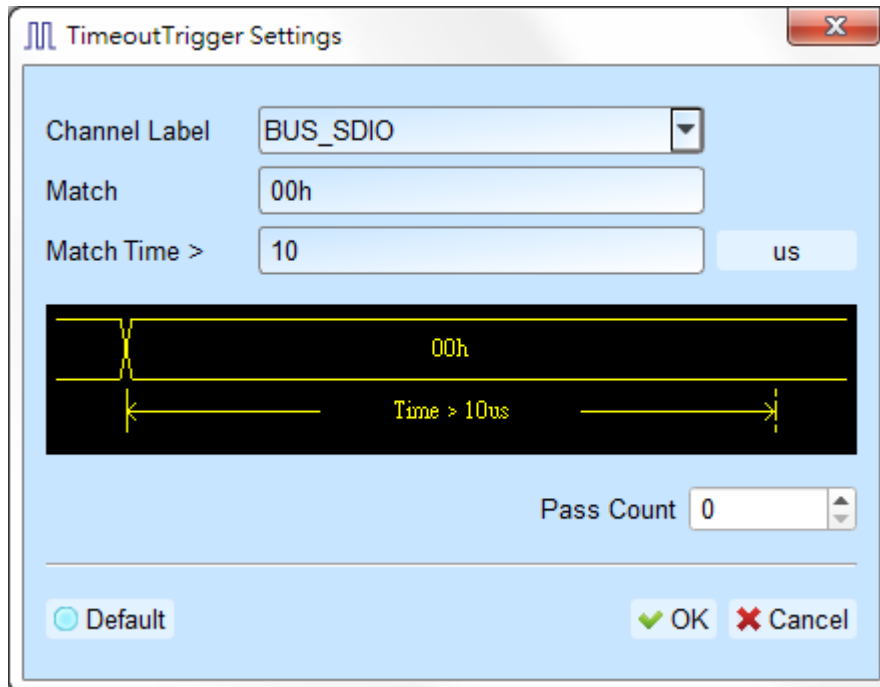 TimeoutTrigger Settings
Channel Label BUS_SDIO
Match 00h
Match Time > 10 us
00h
Time > 10us
Pass Count 0
Default OK Cancel